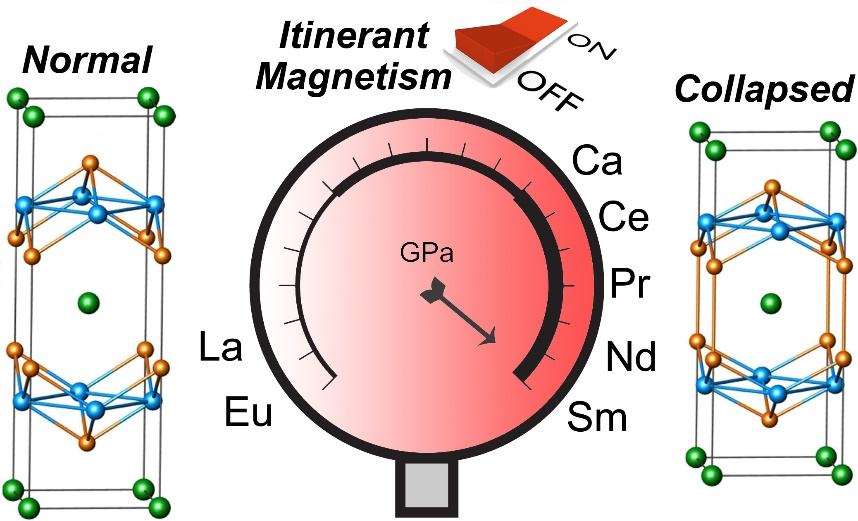 Normal
Itinerant
Magnetism
ON
OFF
Collapsed
GPa
La
Eu
Ca
Ce
Pr
Nd
Sm